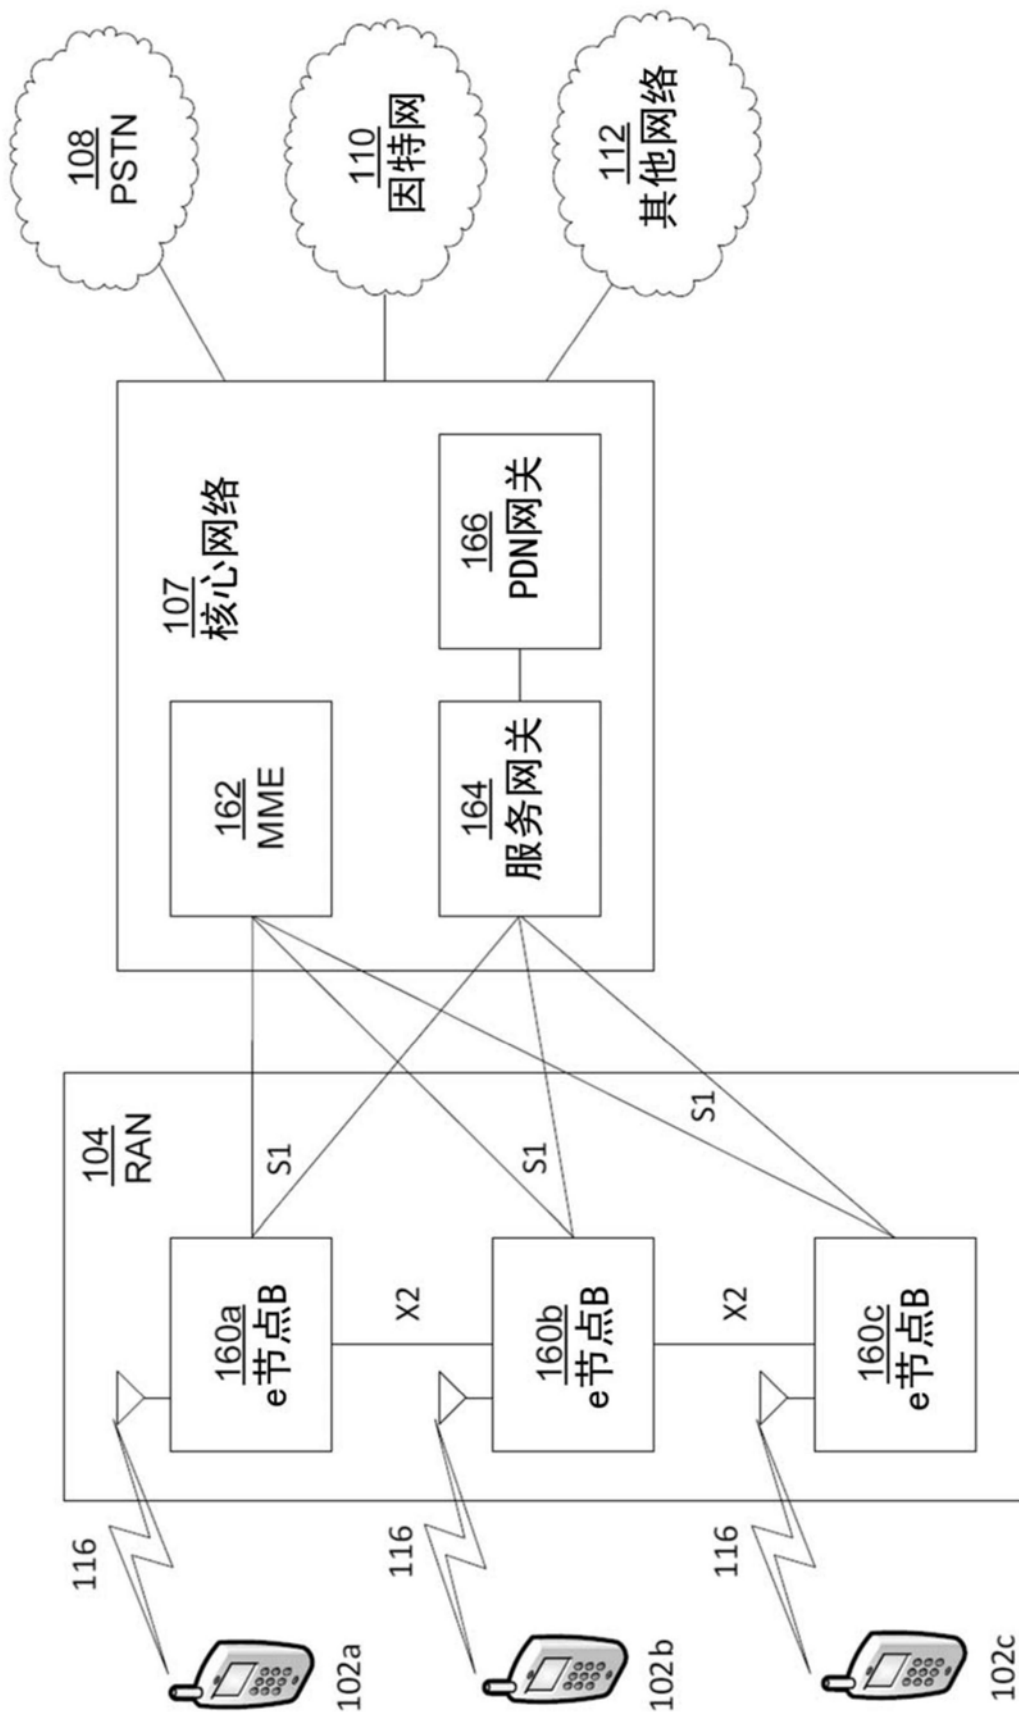 108
PSTN
110
因特网
112
其他网络
107
核心网络
162
MME
164
服务网关
166
PDN网关
104
RAN
S1
S1
S1
160a
e节点B
X2
160b
e节点B
X2
160c
e节点B
116
116
116
102a
102b
102c